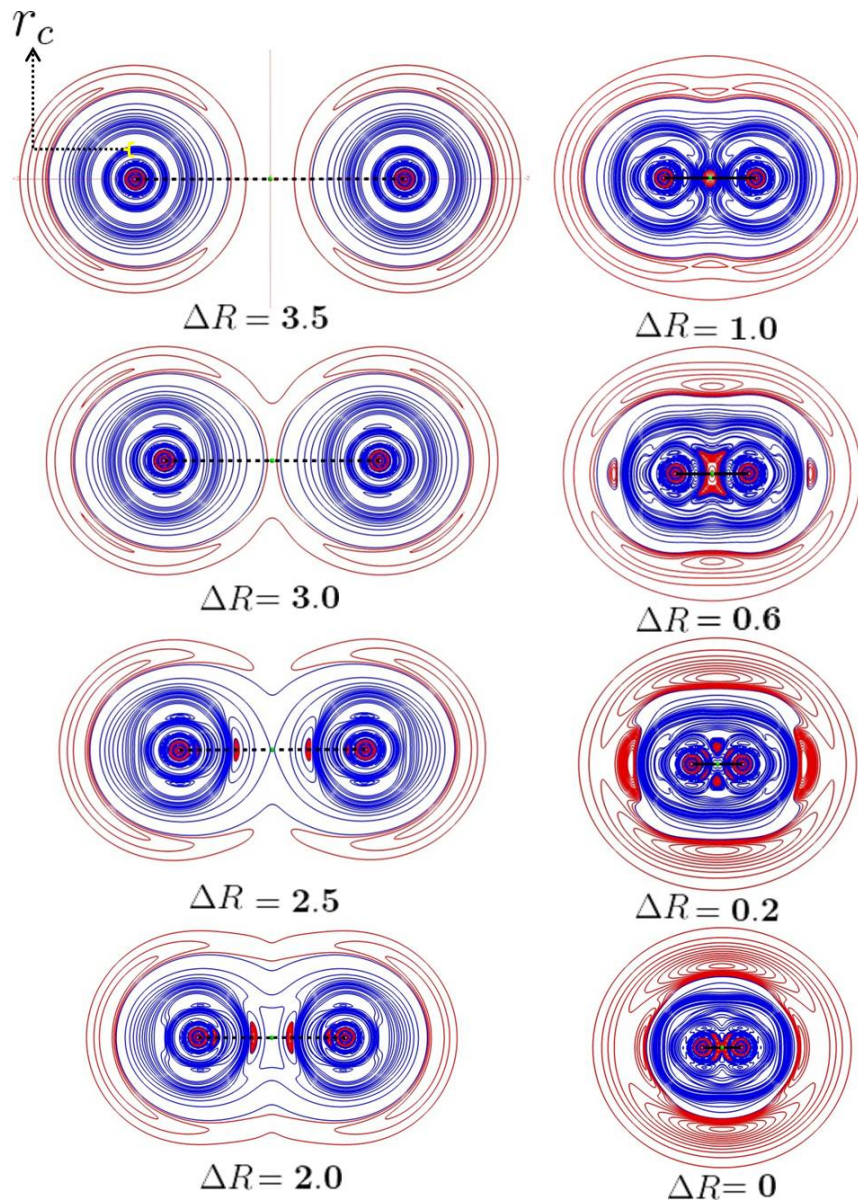 r_c
ΔR = 3.5
ΔR = 1.0
ΔR = 3.0
ΔR = 0.6
ΔR = 2.5
ΔR = 0.2
ΔR = 2.0
ΔR = 0